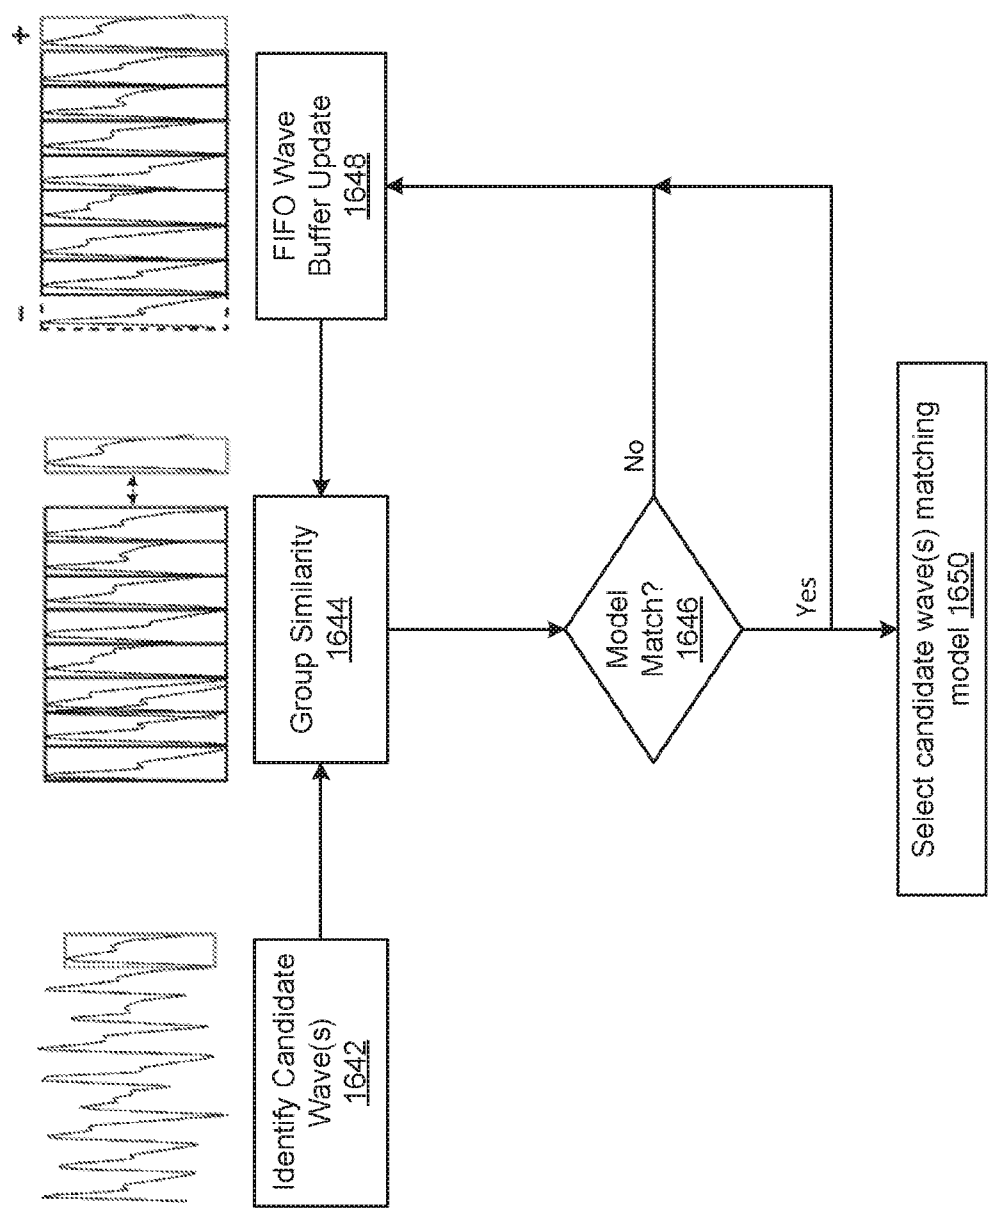 Identify Candidate
Wave(s)
1642
Group Similarity
1644
FIFO Wave
Buffer Update
1648
-
+
Model
Match?
1646
No
Yes
Select candidate wave(s) matching
model 1650